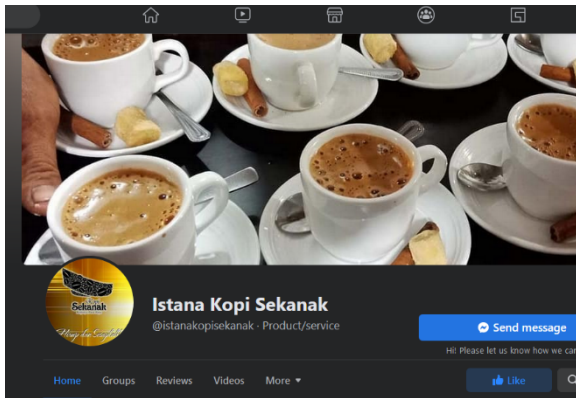 Sekanak
Istana Kopi Sekanak
@istanakopisekanak · Product/service
Send message
Hi! Please let us know how we can
Home Groups Reviews Videos More
Like